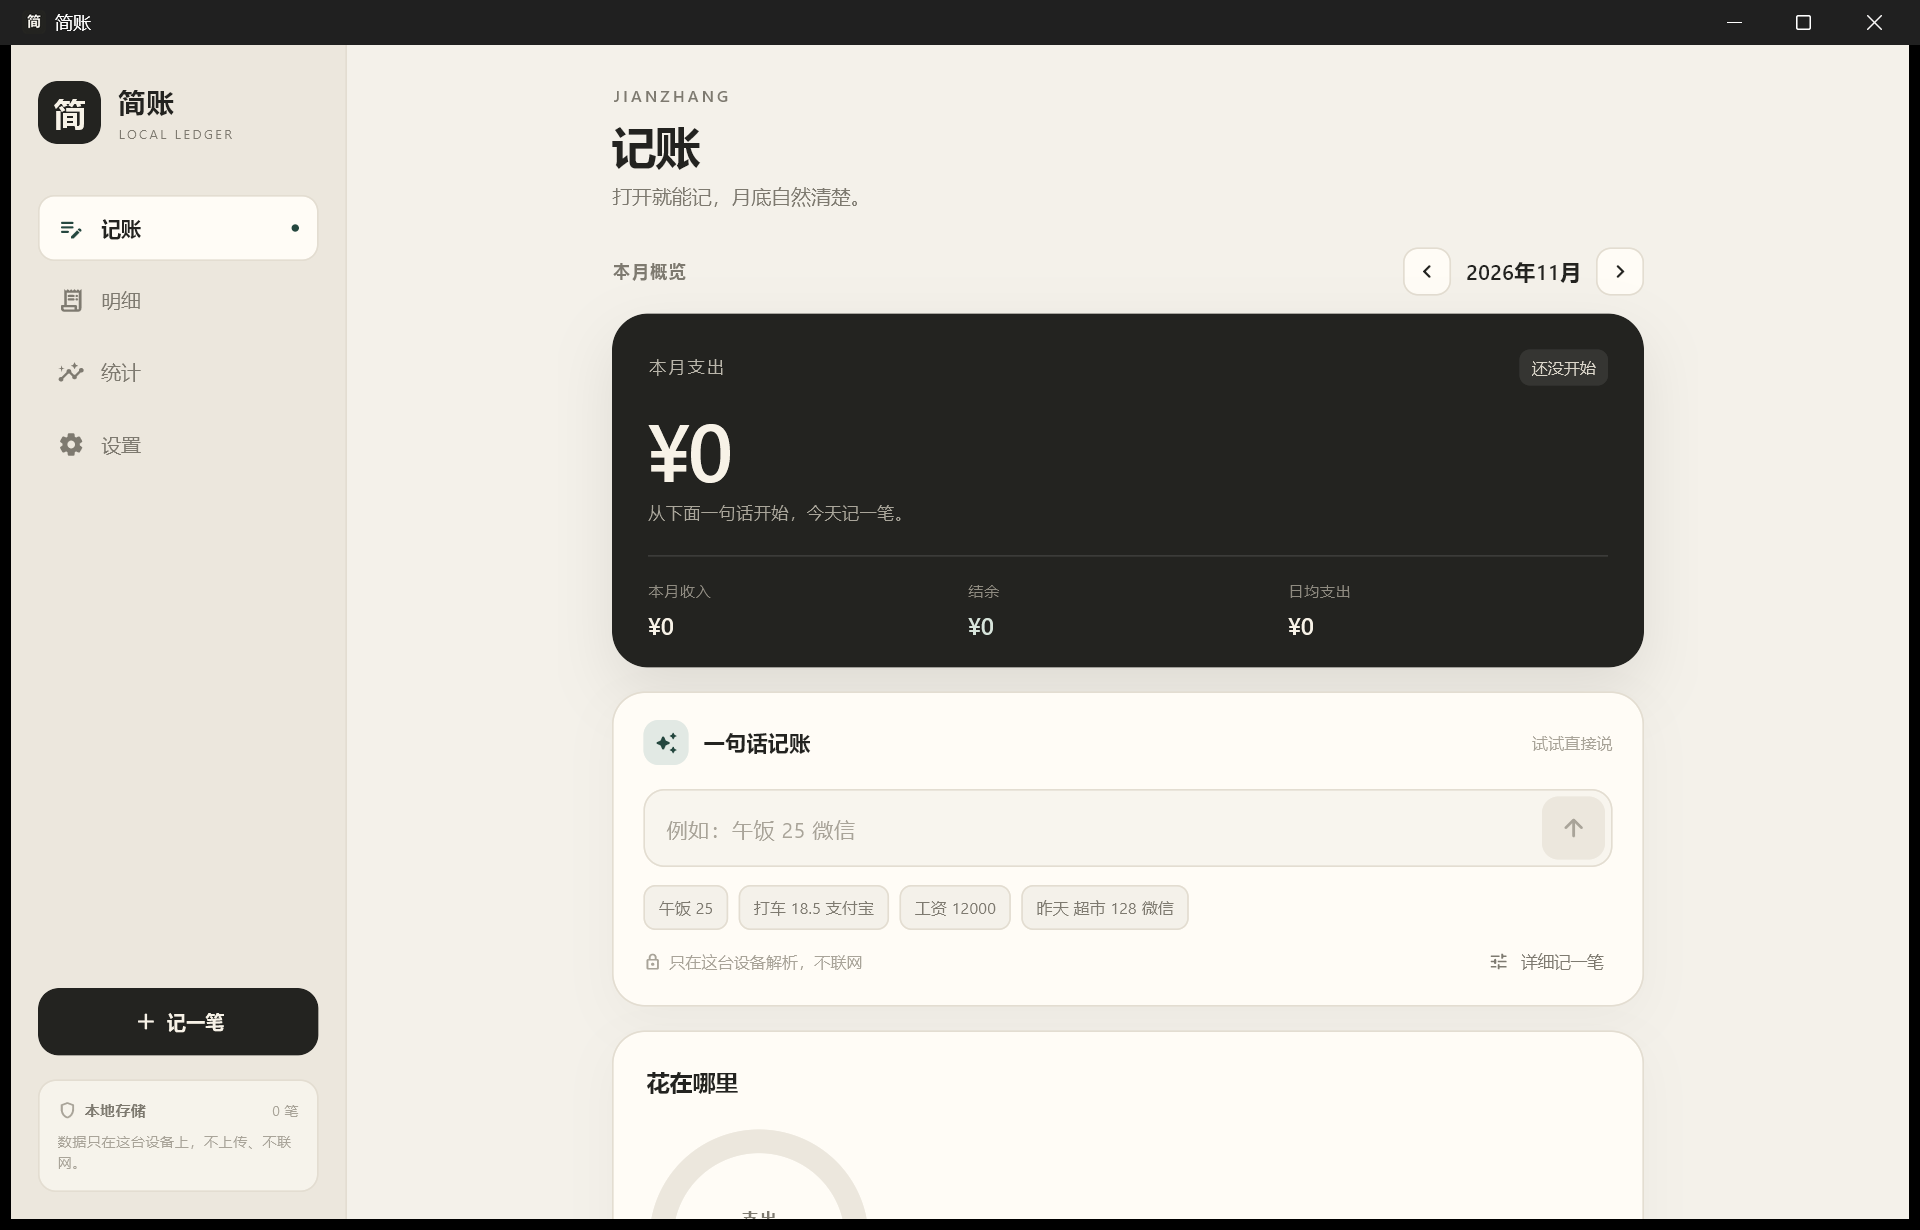 简 简账
简
简账
LOCAL LEDGER
记账
明细
统计
设置
记一笔
本地存储
0 笔
数据只在这台设备上，不上传、不联
网。
JIANZHANG
记账
打开就能记，月底自然清楚。
本月概览
2026年11月
本月支出
还没开始
¥0
从下面一句话开始，今天记一笔。
本月收入
¥0
结余
¥0
日均支出
¥0
一句话记账
试试直接说
例如：午饭 25 微信
午饭 25
打车 18.5 支付宝
工资 12000
昨天 超市 128 微信
只在这台设备解析，不联网
详细记一笔
花在哪里
支出